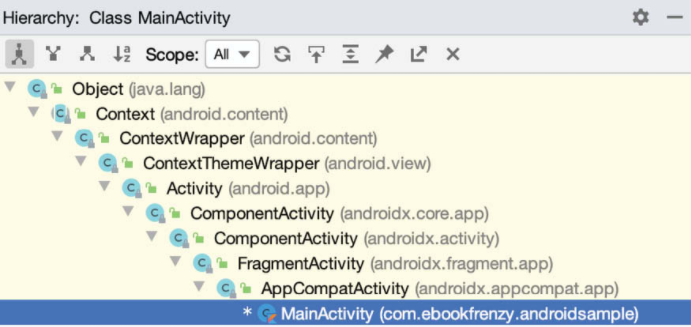 Hierarchy: Class MainActivity
Scope: All
Object (java.lang)
Context (android.content)
ContextWrapper (android.content)
ContextThemeWrapper (android.view)
Activity (android.app)
ComponentActivity (androidx.core.app)
ComponentActivity (androidx.activity)
FragmentActivity (androidx.fragment.app)
AppCompatActivity (androidx.appcompat.app)
* MainActivity (com.ebookfrenzy.androidsample)